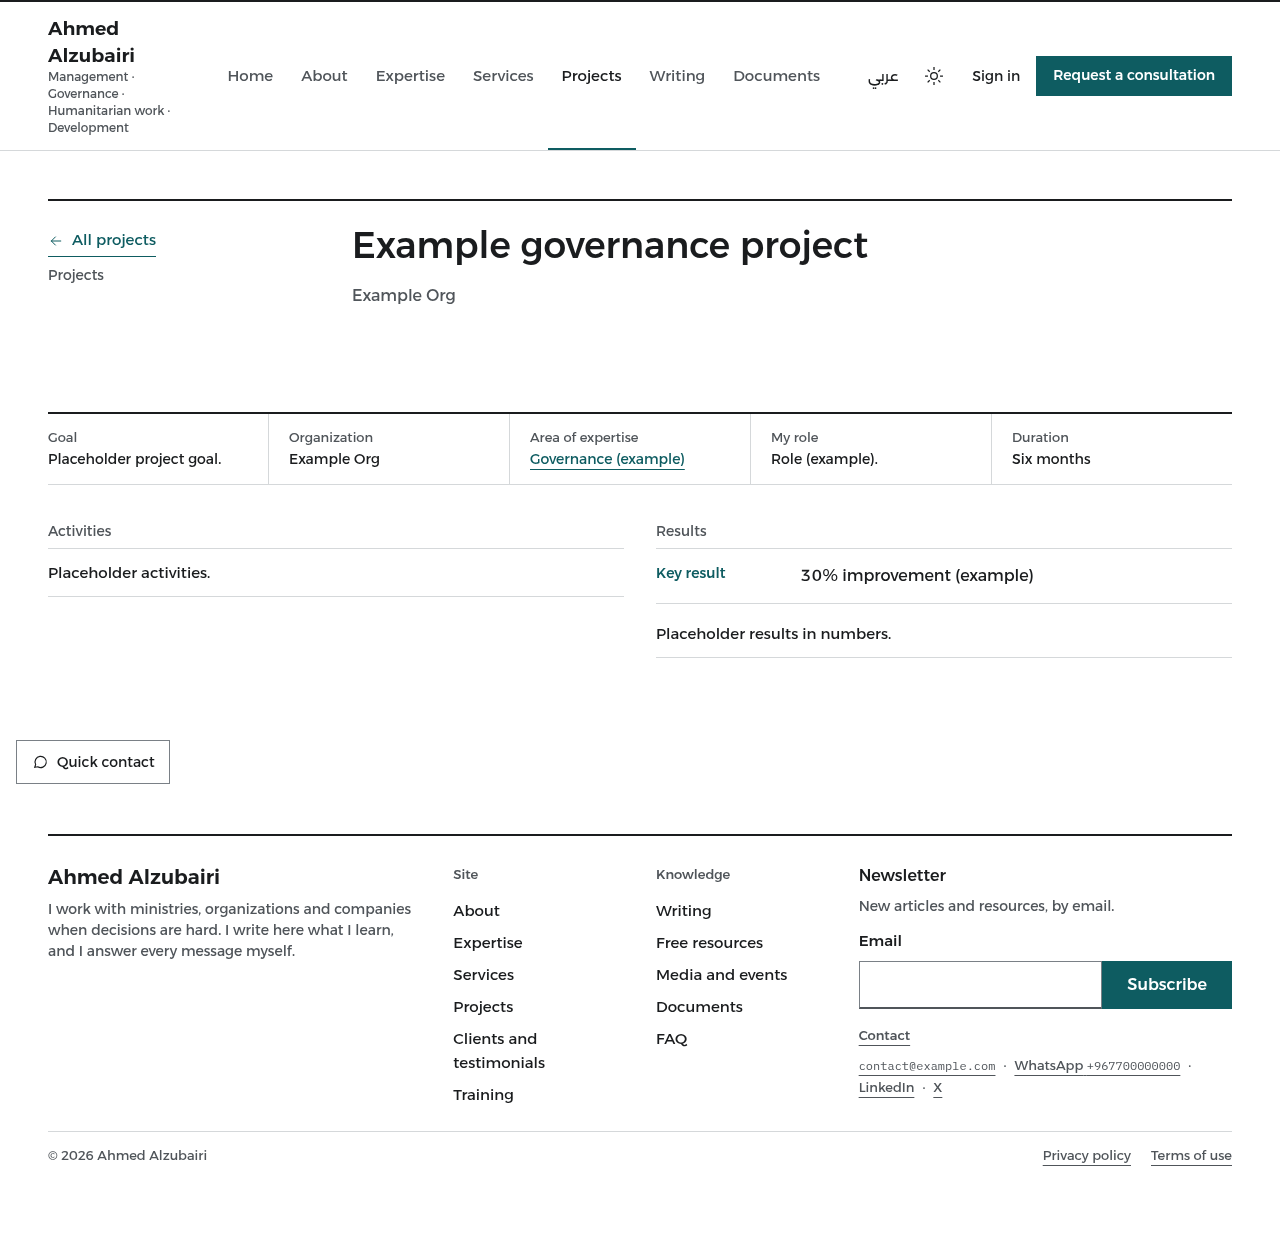 Ahmed
Alzubairi
Management ·
Governance ·
Humanitarian work ·
Development
Home
About
Expertise
Services
Projects
Writing
Documents
عربي
Sign in
Request a consultation
← All projects
Projects
Example governance project
Example Org
Goal
Placeholder project goal.
Organization
Example Org
Area of expertise
Governance (example)
My role
Role (example).
Duration
Six months
Activities
Placeholder activities.
Results
Key result
30% improvement (example)
Placeholder results in numbers.
Quick contact
Ahmed Alzubairi
I work with ministries, organizations and companies
when decisions are hard. I write here what I learn,
and I answer every message myself.
Site
About
Expertise
Services
Projects
Clients and
testimonials
Training
Knowledge
Writing
Free resources
Media and events
Documents
FAQ
Newsletter
New articles and resources, by email.
Email
Subscribe
Contact
contact@example.com · WhatsApp +967700000000 ·
LinkedIn · X
© 2026 Ahmed Alzubairi
Privacy policy
Terms of use